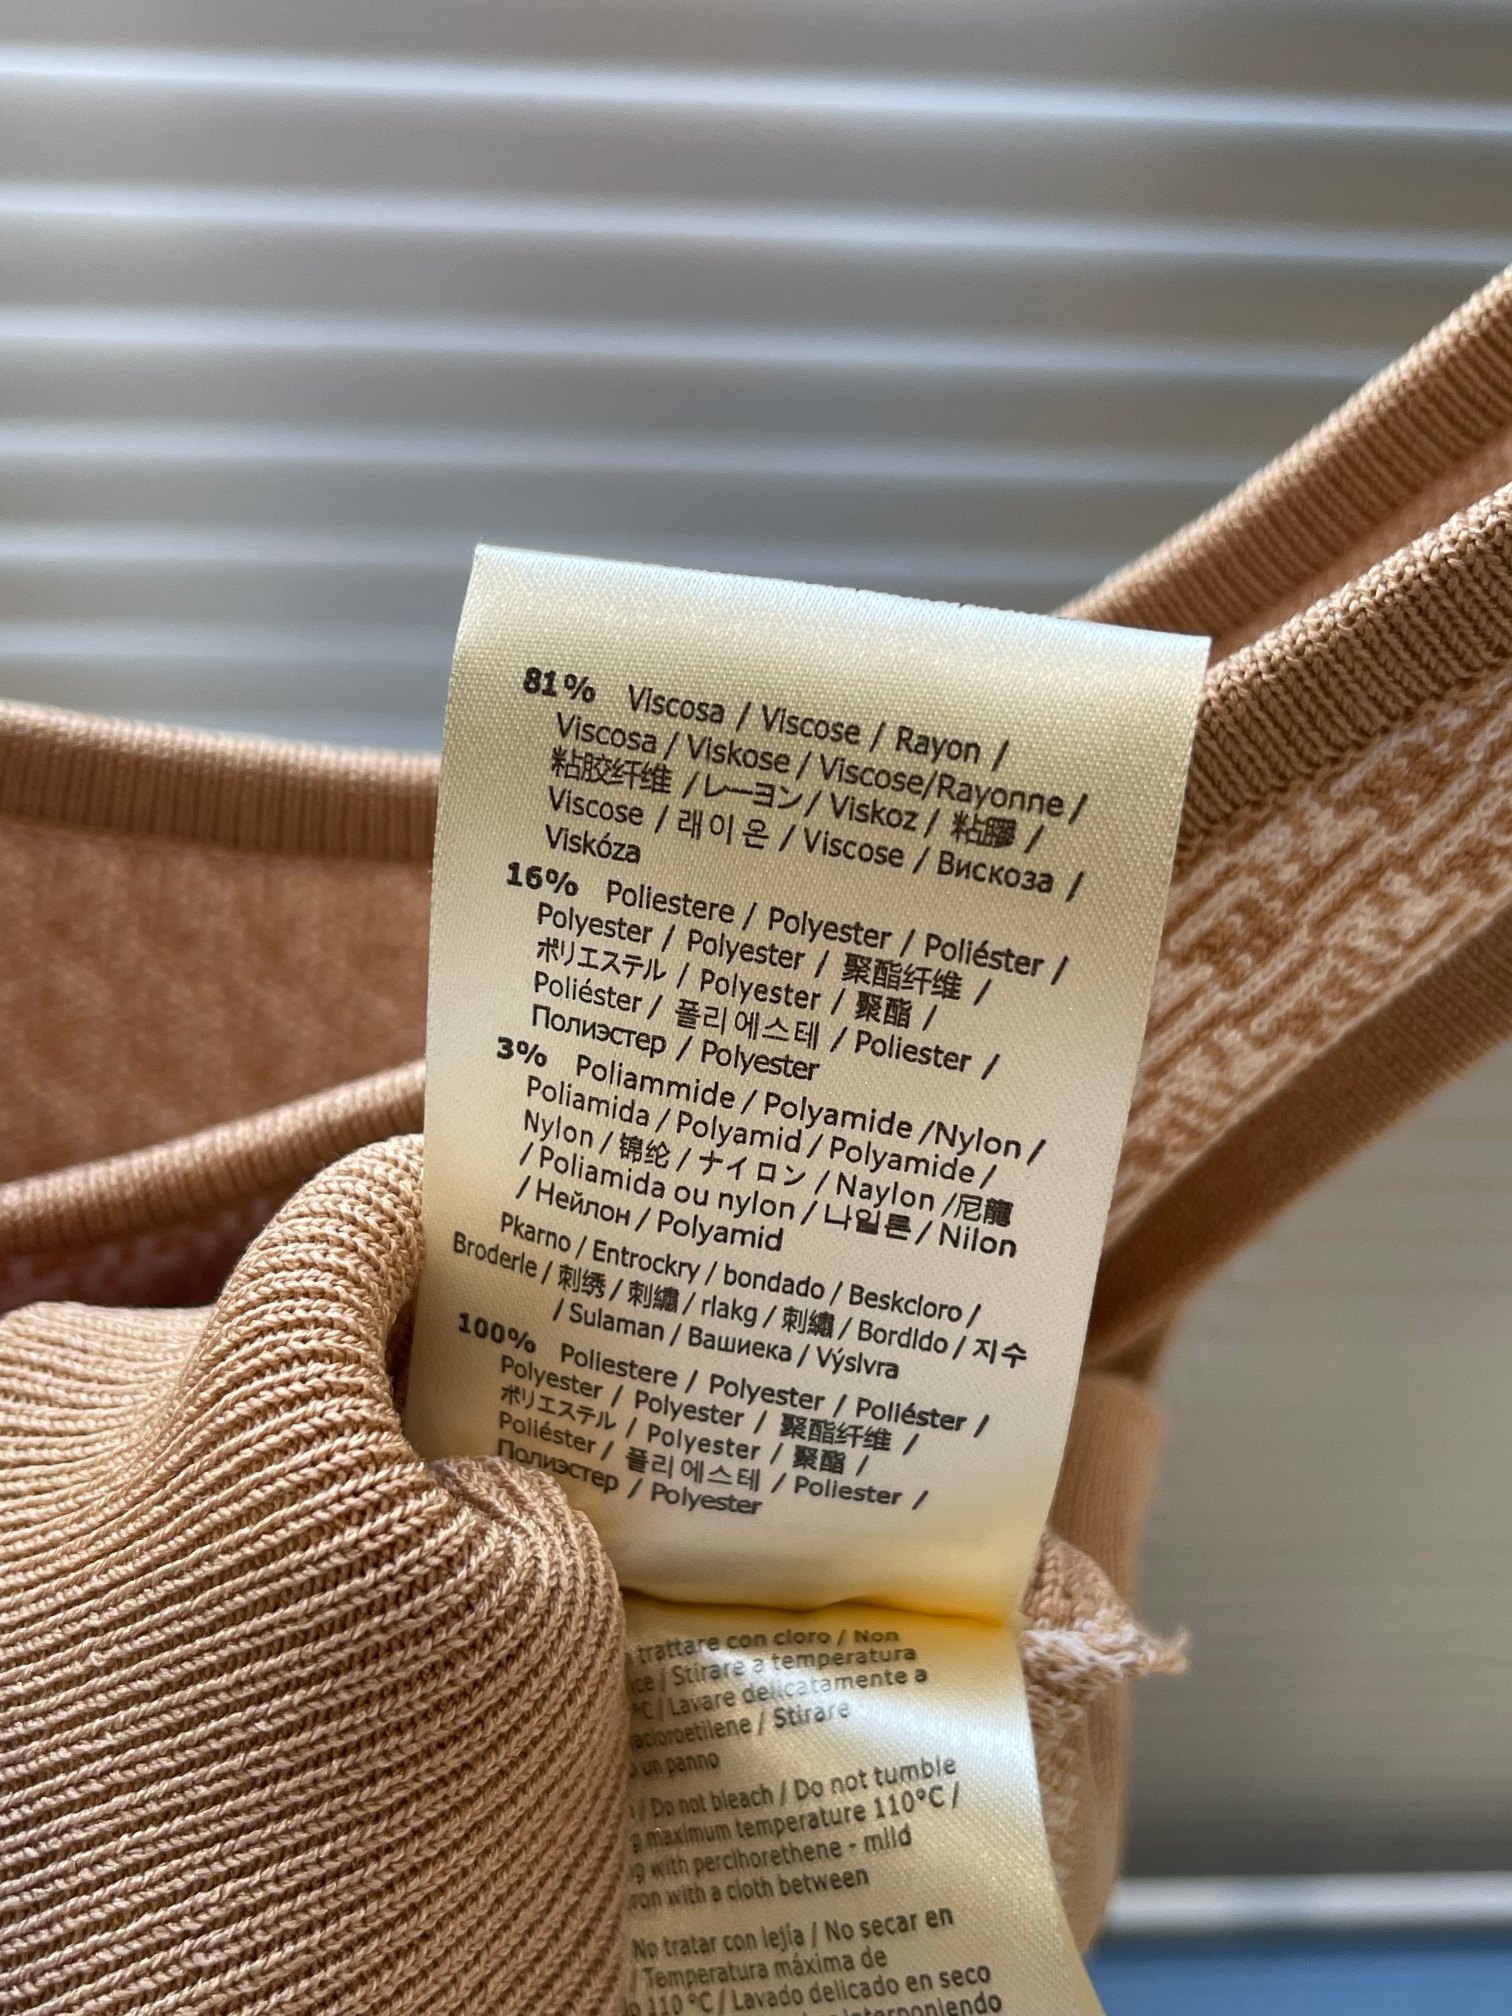 81% Viscosa / Viscose / Rayon /
Viscosa / Viskose / Viscose/Rayonne /
粘胶纤维 /レーヨン/ Viskoz / 粘膠 /
Viscose / 래이온 / Viscose / Вискоза /
Viskóza
16% Poliestere / Polyester / Poliéster /
Polyester / Polyester / 聚酯纤维 /
ポリエステル / Polyester / 聚酯 /
Poliéster / 폴리에스테 / Poliester /
Полиэстер / Polyester
3% Poliammide / Polyamide /Nylon /
Poliamida / Polyamid / Polyamide /
Nylon / 锦纶 / ナイロン / Naylon /尼龍
/ Poliamida ou nylon / 나일른 / Nilon
/ Нейлон / Polyamid
Pkarno / Entrockry / bondado / Beskcloro /
Broderle / 刺绣 / 刺繡 / rlakg / 刺繡 / Bordldo / 지수
/ Sulaman / Вашиека / Výslvra
100% Poliestere / Polyester / Poliéster /
Polyester / Polyester / 聚酯纤维 /
ポリエステル / Polyester / 聚酯 /
Poliéster / 폴리에스테 / Poliester /
Полиэстер / Polyester
trattare con cloro / Non
/ Stirare a temperatura
°C / Lavare delicatamente a
/ Stirare
un panno
/ Do not bleach / Do not tumble
maximum temperature 110°C /
with perclhorethene - mild
with a cloth between
No tratar con lejía / No secar en
/ Temperatura máxima de
110 °C / Lavado delicado en seco
interponiendo